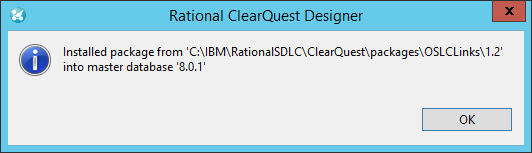 Rational ClearQuest Designer
Installed package from 'C:\IBM\RationalSDLC\ClearQuest\packages\OSLCLinks\1.2'
into master database '8.0.1'
OK